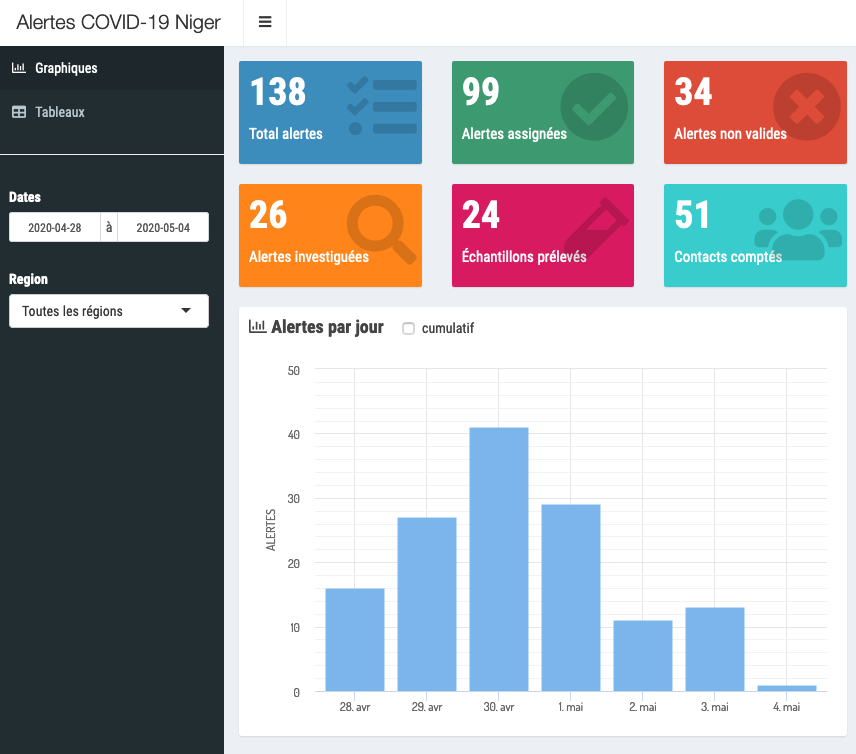 Alertes COVID-19 Niger
Graphiques
Tableaux
Dates
2020-04-28 à 2020-05-04
Region
Toutes les régions
138
Total alertes
99
Alertes assignées
34
Alertes non valides
26
Alertes investiguées
24
Échantillons prélevés
51
Contacts comptés
Alertes par jour cumulatif
50
40
30
20
10
0
ALERTES
28. avr 29. avr 30. avr 1. mai 2. mai 3. mai 4. mai